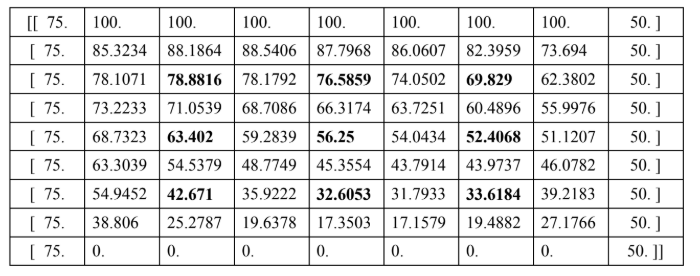 [[ 75. 100. 100. 100. 100. 100. 100. 100. 50. ]
[ 75. 85.3234 88.1864 88.5406 87.7968 86.0607 82.3959 73.694 50. ]
[ 75. 78.1071 78.8816 78.1792 76.5859 74.0502 69.829 62.3802 50. ]
[ 75. 73.2233 71.0539 68.7086 66.3174 63.7251 60.4896 55.9976 50. ]
[ 75. 68.7323 63.402 59.2839 56.25 54.0434 52.4068 51.1207 50. ]
[ 75. 63.3039 54.5379 48.7749 45.3554 43.7914 43.9737 46.0782 50. ]
[ 75. 54.9452 42.671 35.9222 32.6053 31.7933 33.6184 39.2183 50. ]
[ 75. 38.806 25.2787 19.6378 17.3503 17.1579 19.4882 27.1766 50. ]
[ 75. 0. 0. 0. 0. 0. 0. 0. 50. ]]